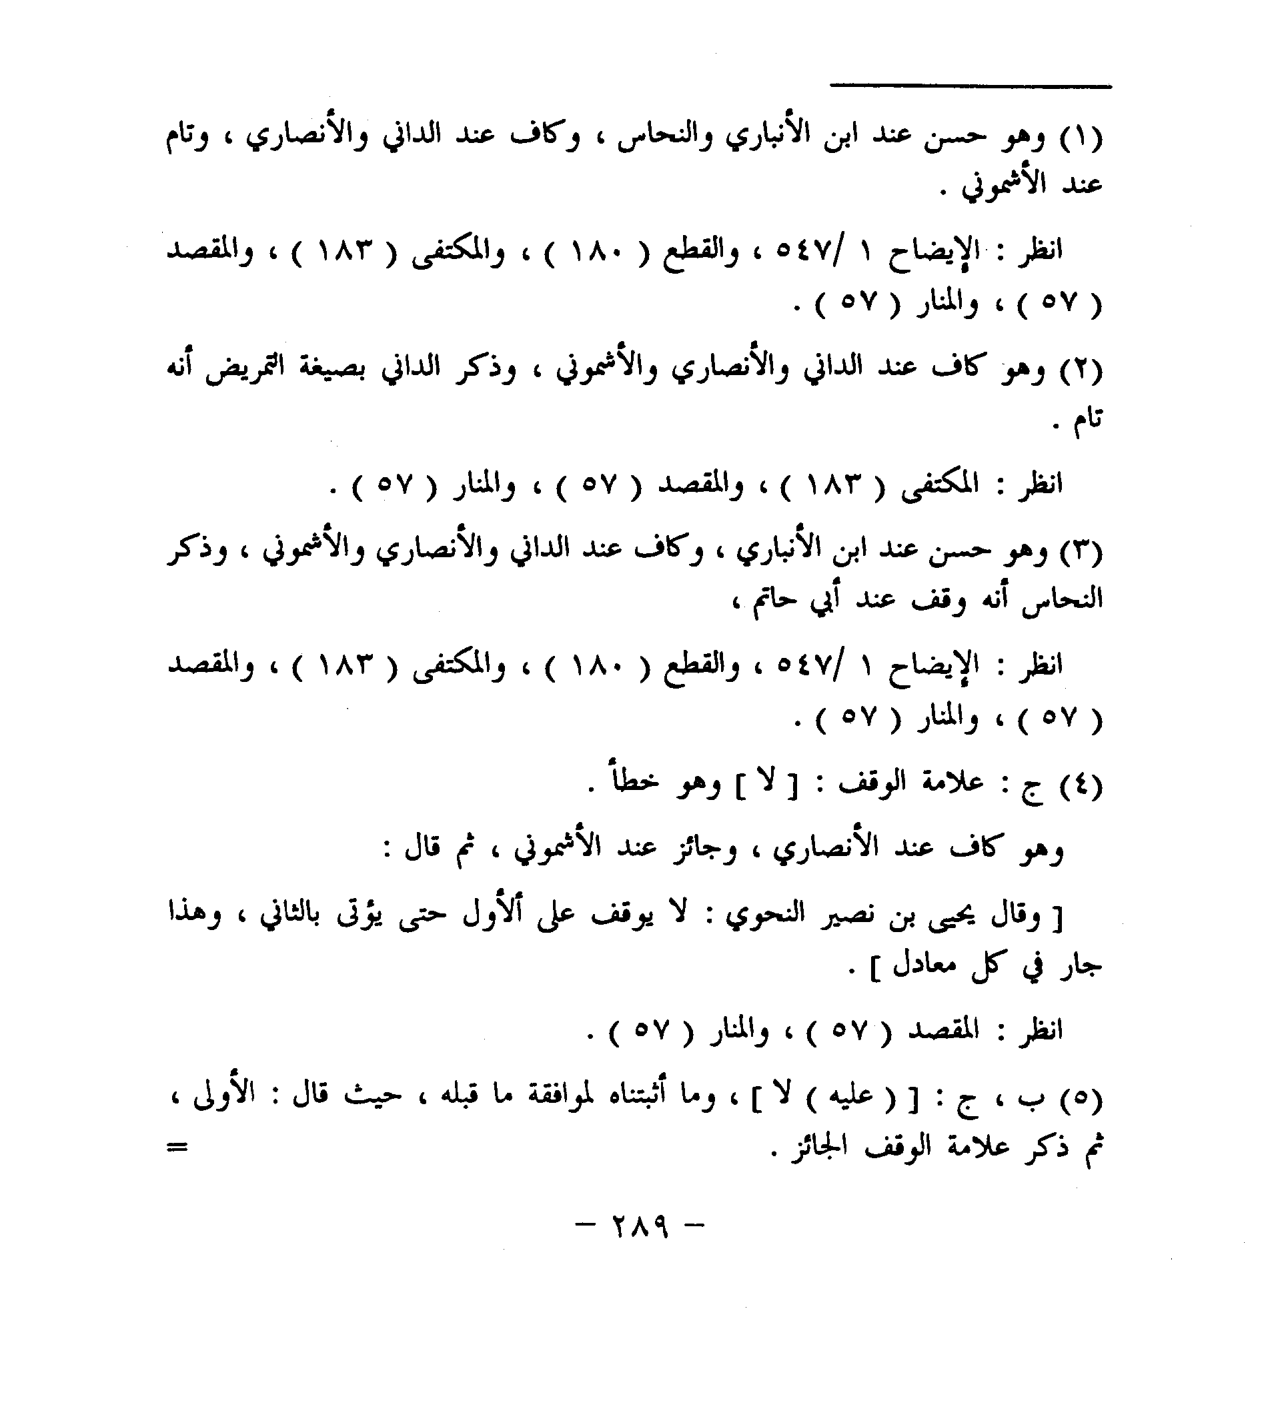 (١) وهو حسن عند ابن الأنباري والنحاس ، وكاف عند الداني والأنصاري ، وتام
عند الأشموني .
انظر : الإيضاح ١ /٥٤٧ ، والقطع ( ١٨٠ ) ، والمكتفى ( ١٨٣ ) ، والمقصد
( ٥٧ ) ، والمنار ( ٥٧ ) .
(٢) وهو كاف عند الداني والأنصاري والأشموني ، وذكر الداني بصيغة التمريض أنه
تام .
انظر : المكتفى ( ١٨٣ ) ، والمقصد ( ٥٧ ) ، والمنار ( ٥٧ ) .
(٣) وهو حسن عند ابن الأنباري ، وكاف عند الداني والأنصاري والأشموني ، وذكر
النحاس أنه وقف عند أبي حاتم ،
انظر : الإيضاح ١ /٥٤٧ ، والقطع ( ١٨٠ ) ، والمكتفى ( ١٨٣ ) ، والمقصد
( ٥٧ ) ، والمنار ( ٥٧ ) .
(٤) ج : علامة الوقف : [ لا ] وهو خطأ .
وهو كاف عند الأنصاري ، وجائز عند الأشموني ، ثم قال :
[ وقال يحيى بن نصير النحوي : لا يوقف على ألأول حتى يؤتى بالثاني ، وهذا
جار في كل معادل ] .
انظر : المقصد ( ٥٧ ) ، والمنار ( ٥٧ ) .
(٥) ب ، ج : [ ( عليه ) لا ] ، وما أثبتناه لموافقة ما قبله ، حيث قال : الأولى ،
ثم ذكر علامة الوقف الجائز . =
– ٢٨٩ –